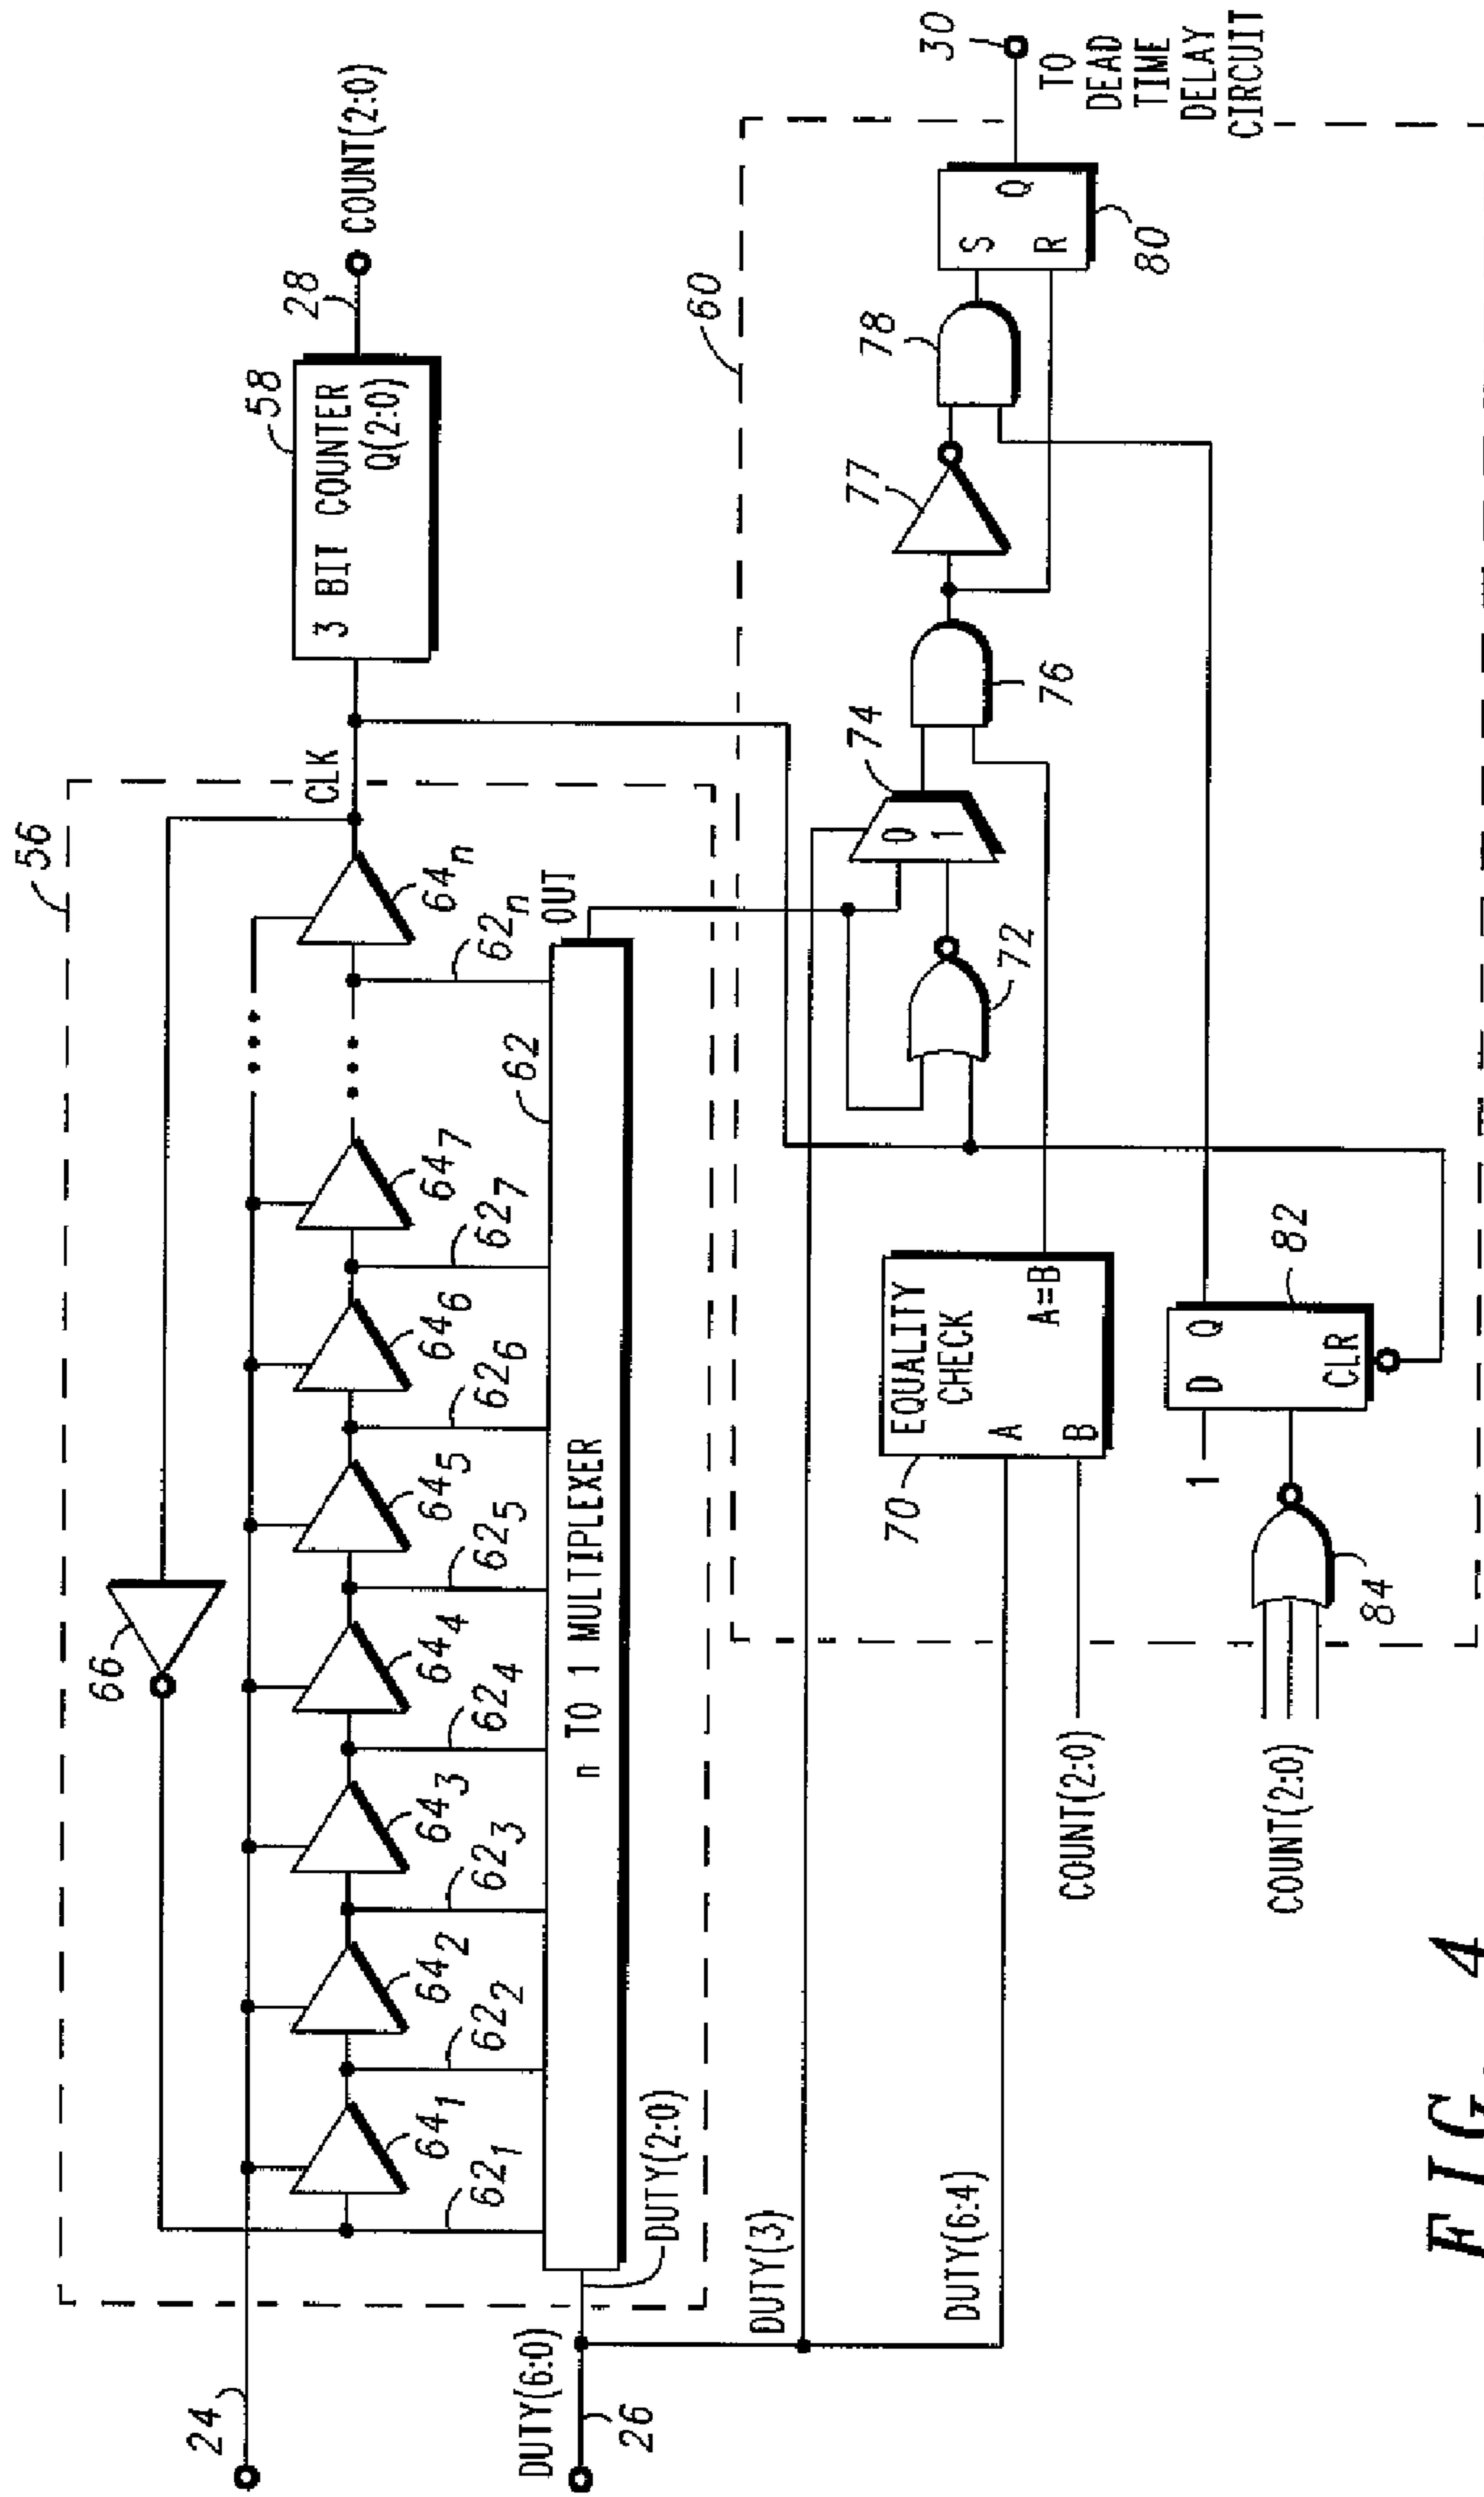 56
24
66
CLK
58
3 BIT COUNTER
Q(2:0)
28
COUNT(2:0)
64₁
64₂
64₃
64₄
64₅
64₆
64₇
64ₙ
62₁
62₂
62₃
62₄
62₅
62₆
62₇
62ₙ
62
DUTY(6:0)
26
DUTY(2:0)
n TO 1 MULTIPLEXER
OUT
60
DUTY(3)
DUTY(6:4)
70
EQUALITY
CHECK
A
B
A=B
COUNT(2:0)
72
74
0
1
76
77
78
S
R
Q
80
30
TO
DEAD
TIME
DELAY
CIRCUIT
1
D
Q
CLR
82
COUNT(2:0)
84
FIG. 4